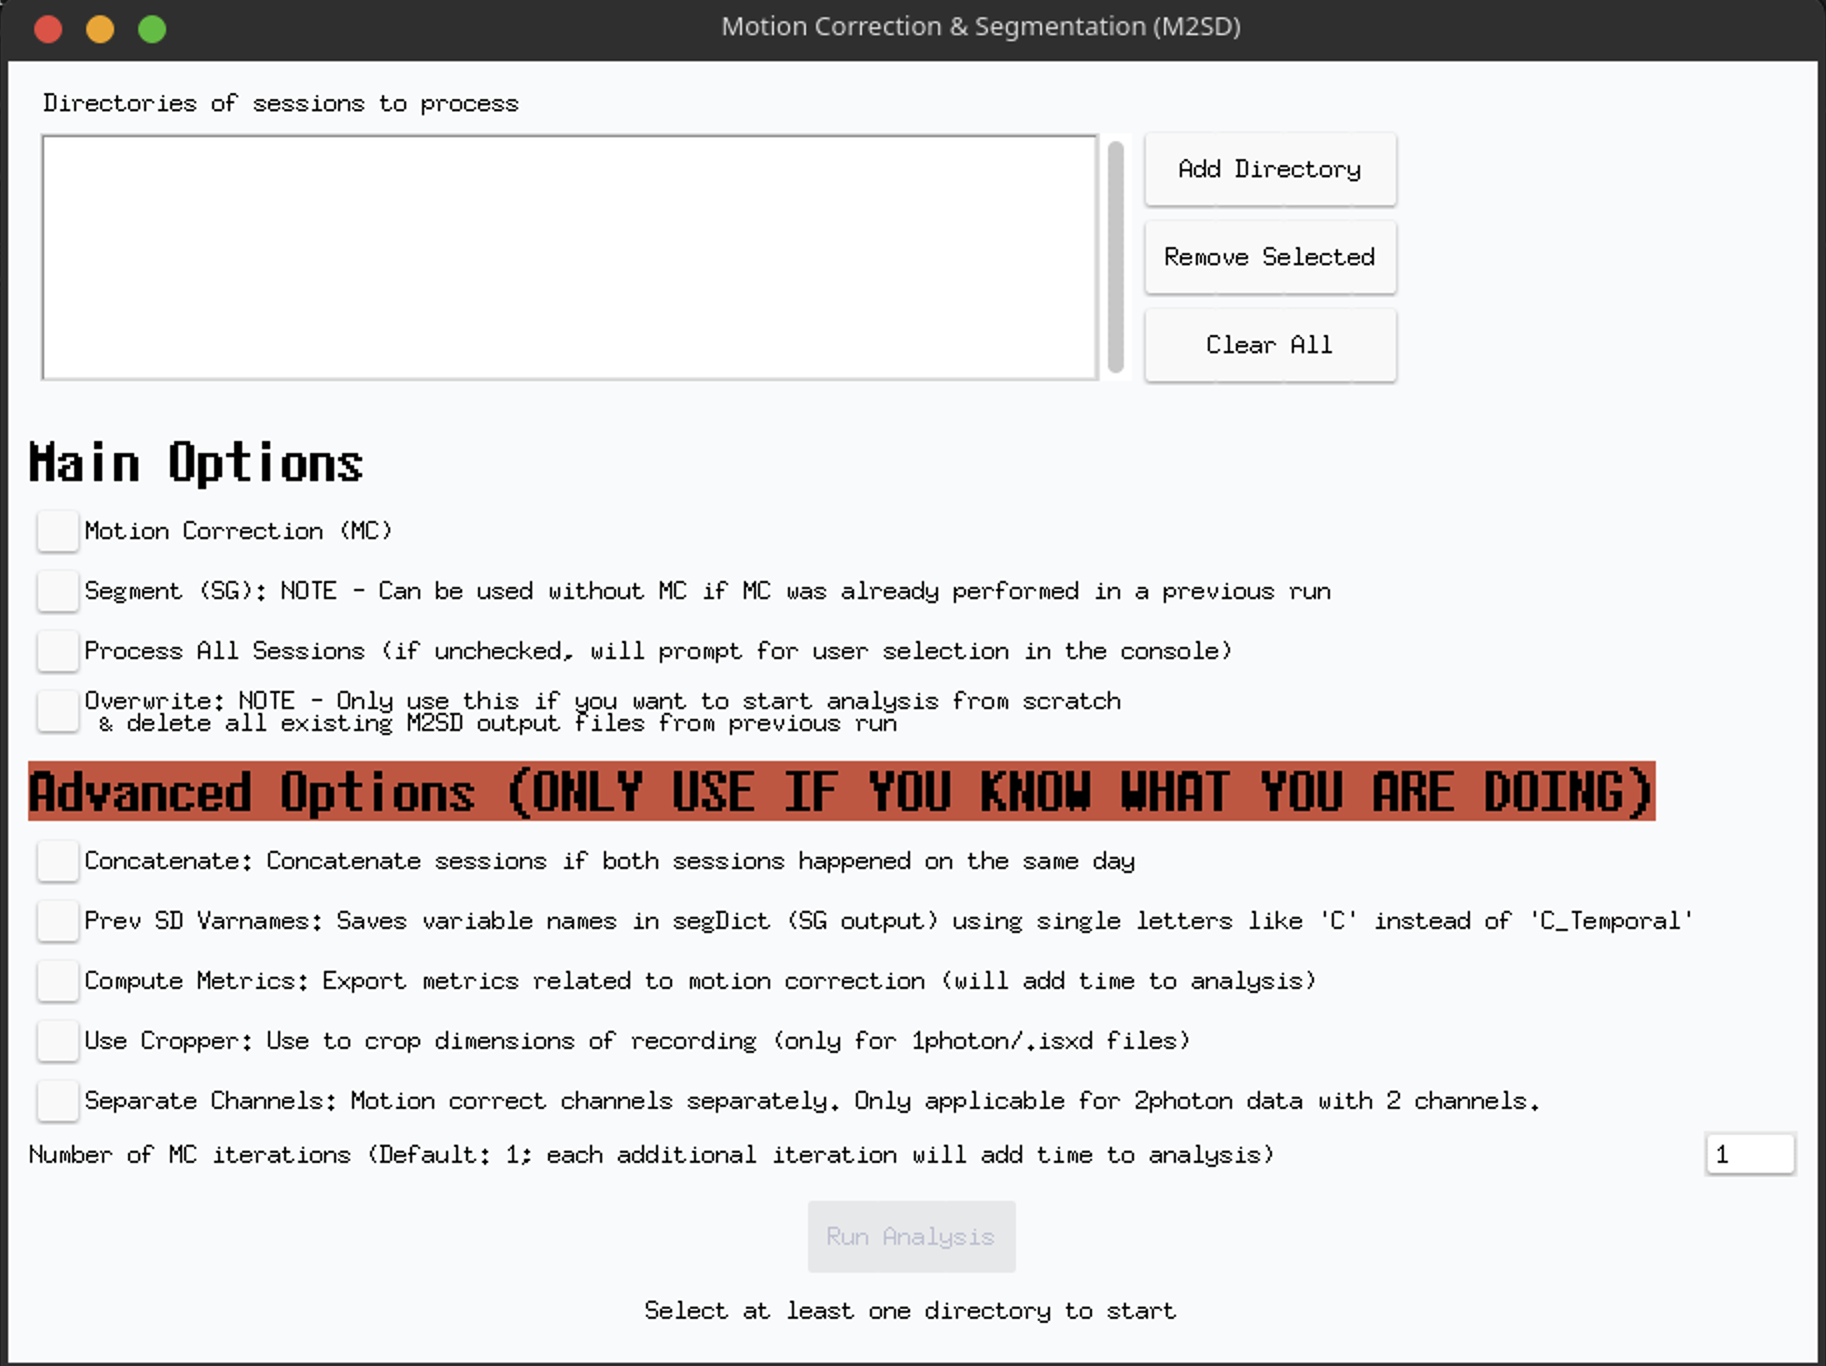 Motion Correction & Segmentation (M2SD)
Directories of sessions to process
Add Directory
Remove Selected
Clear All
Main Options
Motion Correction (MC)
Segment (SG): NOTE - Can be used without MC if MC was already performed in a previous run
Process All Sessions (if unchecked, will prompt for user selection in the console)
Overwrite: NOTE - Only use this if you want to start analysis from scratch
& delete all existing M2SD output files from previous run
Advanced Options (ONLY USE IF YOU KNOW WHAT YOU ARE DOING)
Concatenate: Concatenate sessions if both sessions happened on the same day
Prev SD Varnames: Saves variable names in segDict (SG output) using single letters like 'C' instead of 'C_Temporal'
Compute Metrics: Export metrics related to motion correction (will add time to analysis)
Use Cropper: Use to crop dimensions of recording (only for 1photon/.isxd files)
Separate Channels: Motion correct channels separately. Only applicable for 2photon data with 2 channels.
Number of MC iterations (Default: 1; each additional iteration will add time to analysis) 1
Run Analysis
Select at least one directory to start